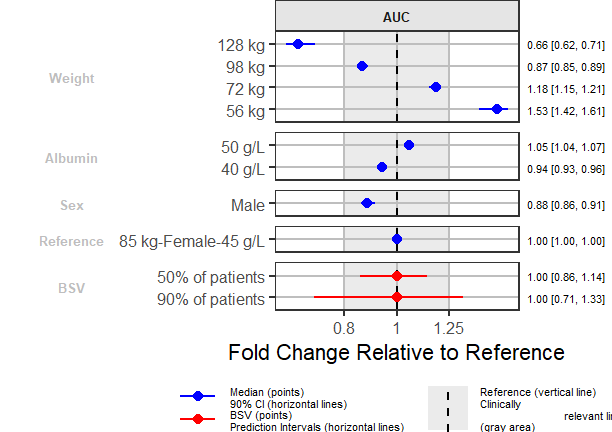 AUC
Weight
128 kg
0.66 [0.62, 0.71]
98 kg
0.87 [0.85, 0.89]
72 kg
1.18 [1.15, 1.21]
56 kg
1.53 [1.42, 1.61]
Albumin
50 g/L
1.05 [1.04, 1.07]
40 g/L
0.94 [0.93, 0.96]
Sex
Male
0.88 [0.86, 0.91]
Reference
85 kg-Female-45 g/L
1.00 [1.00, 1.00]
BSV
50% of patients
1.00 [0.86, 1.14]
90% of patients
1.00 [0.71, 1.33]
0.8 1 1.25
Fold Change Relative to Reference
Median (points)
90% CI (horizontal lines)
BSV (points)
Prediction Intervals (horizontal lines)
Reference (vertical line)
Clinically
relevant li
(gray area)